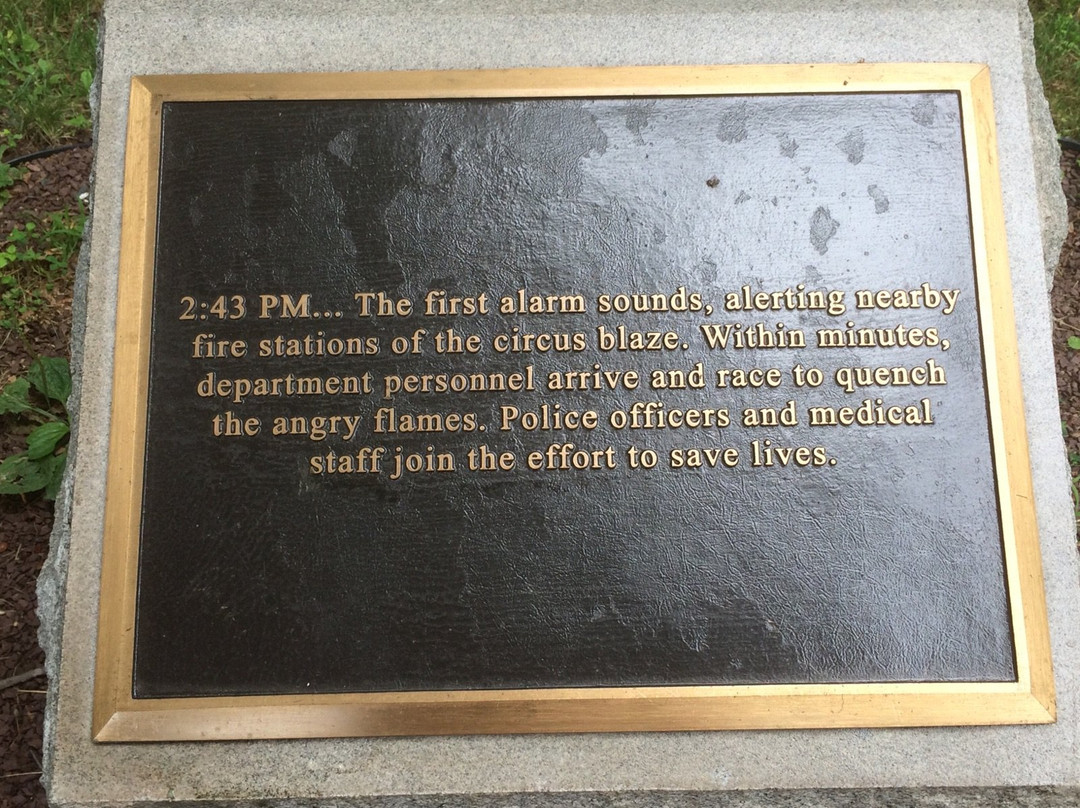 2:43 PM... The first alarm sounds, alerting nearby
fire stations of the circus blaze. Within minutes,
department personnel arrive and race to quench
the angry flames. Police officers and medical
staff join the effort to save lives.